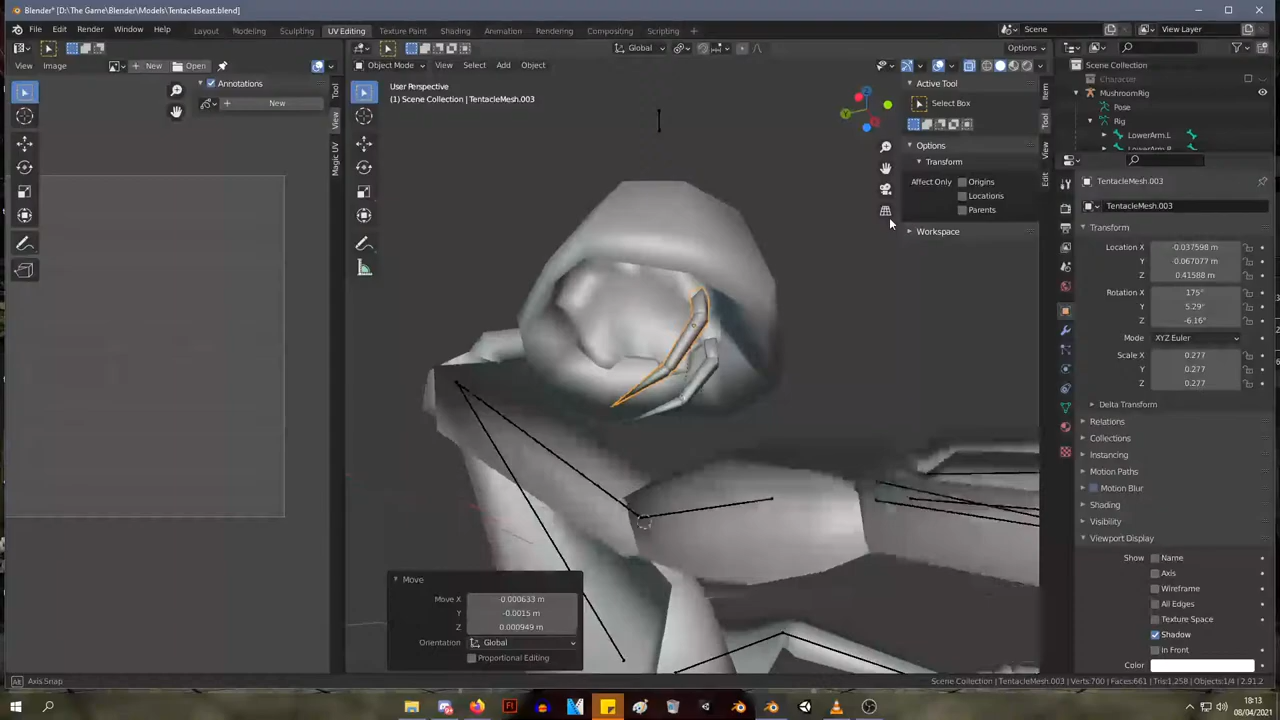 Blender* [D:\The Game\Blender\Models\TentacleBeast.blend]
File Edit Render Window Help Layout Modeling Sculpting UV Editing Texture Paint Shading Animation Rendering Compositing Scripting Scene View Layer
Global Options
View Image New Open Object Mode View Select Add Object
Annotations
New
Tool
View
Magic UV
User Perspective
(1) Scene Collection | TentacleMesh.003
Active Tool
Select Box
Options
Transform
Affect Only Origins
Locations
Parents
Workspace
Item
Tool
View
Edit
Scene Collection
Character
MushroomRig
Pose
Rig
LowerArm.L
LowerArm.R
TentacleMesh.003
TentacleMesh.003
Transform
Location X -0.037598 m
Y -0.067077 m
Z 0.41588 m
Rotation X 175°
Y 5.29°
Z -6.16°
Mode XYZ Euler
Scale X 0.277
Y 0.277
Z 0.277
Delta Transform
Relations
Collections
Instancing
Motion Paths
Motion Blur
Shading
Visibility
Viewport Display
Show Name
Axis
Wireframe
All Edges
Texture Space
Shadow
In Front
Color
Move
Move X -0.000633 m
Y -0.0015 m
Z 0.000949 m
Orientation Global
Proportional Editing
Axis Snap
Scene Collection | TentacleMesh.003 | Verts:700 | Faces:661 | Tris:1,258 | Objects:1/4 | 2.91.2
18:13
08/04/2021